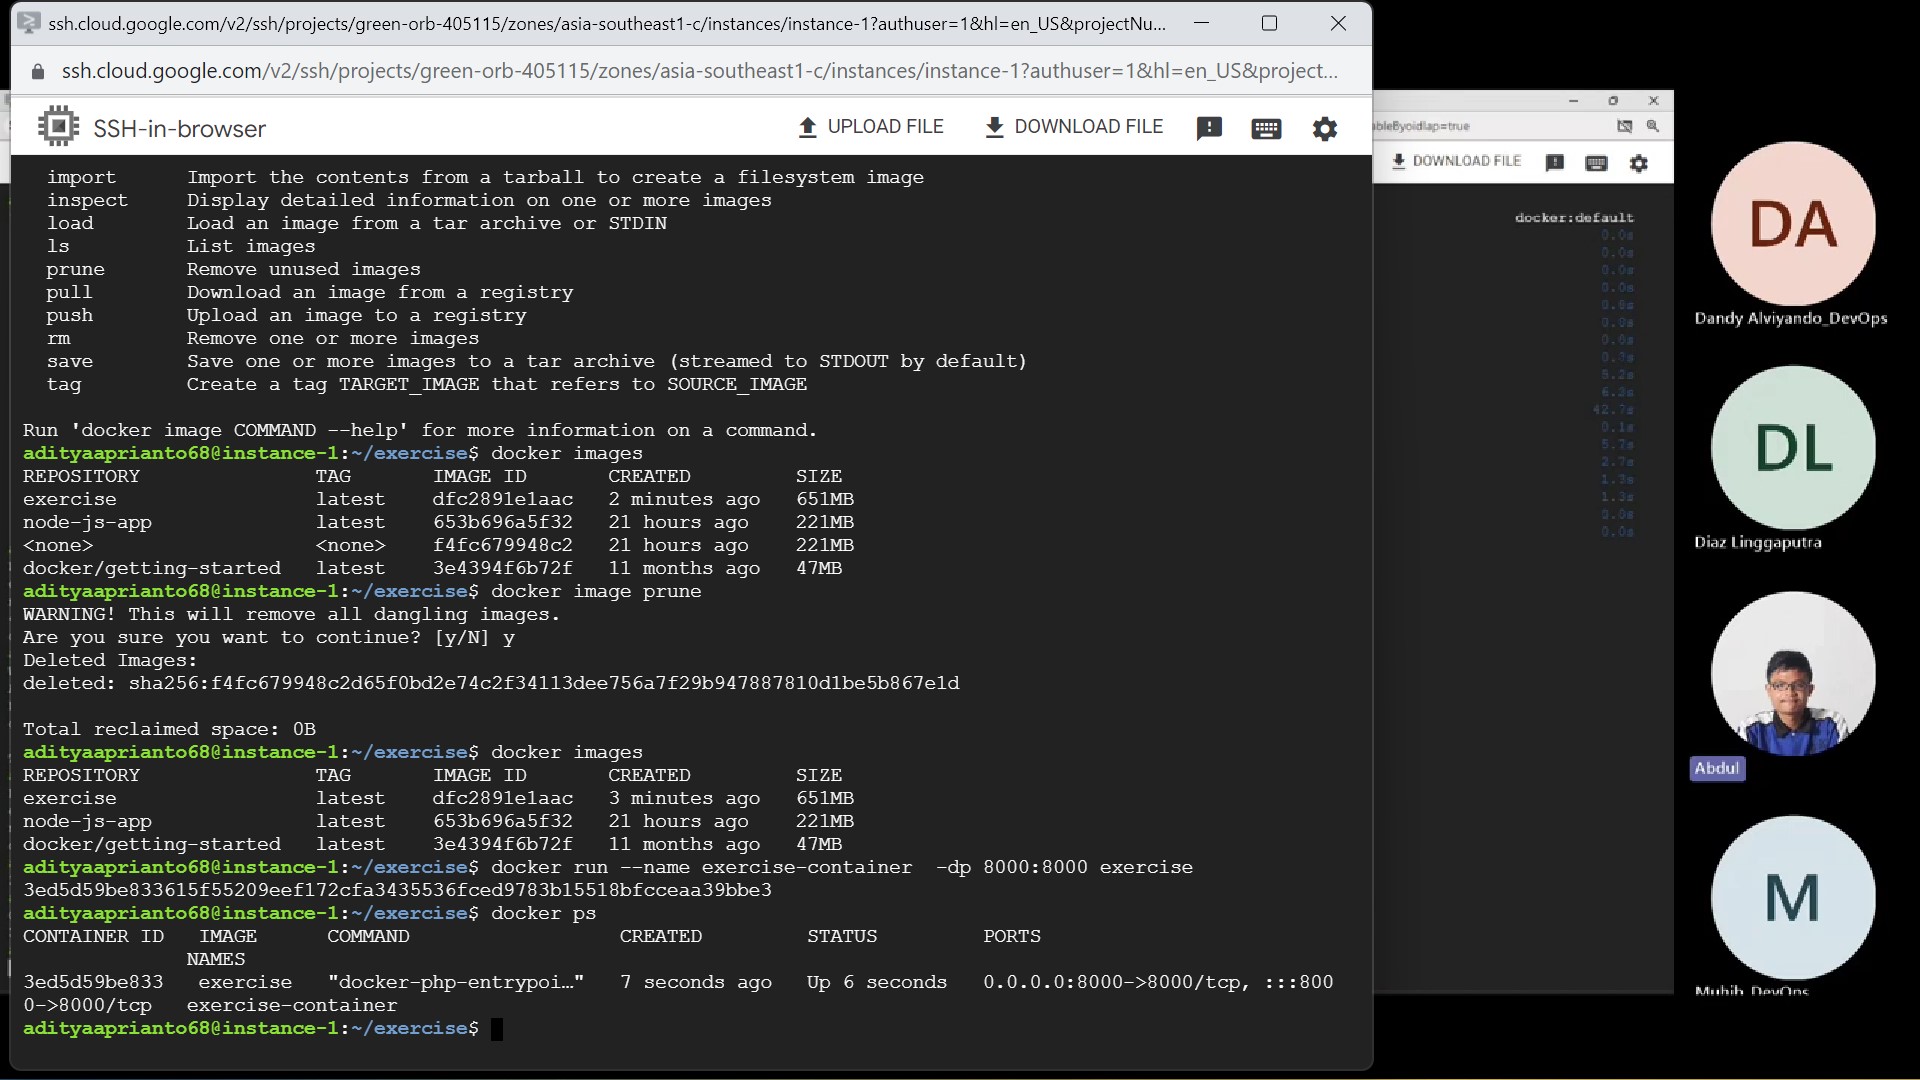 ssh.cloud.google.com/v2/ssh/projects/green-orb-405115/zones/asia-southeast1-c/instances/instance-1?authuser=1&hl=en_US&projectNu...
ssh.cloud.google.com/v2/ssh/projects/green-orb-405115/zones/asia-southeast1-c/instances/instance-1?authuser=1&hl=en_US&project...
SSH-in-browser
UPLOAD FILE
DOWNLOAD FILE
import Import the contents from a tarball to create a filesystem image
inspect Display detailed information on one or more images
load Load an image from a tar archive or STDIN
ls List images
prune Remove unused images
pull Download an image from a registry
push Upload an image to a registry
rm Remove one or more images
save Save one or more images to a tar archive (streamed to STDOUT by default)
tag Create a tag TARGET_IMAGE that refers to SOURCE_IMAGE
Run 'docker image COMMAND --help' for more information on a command.
adityaaprianto68@instance-1:~/exercise$ docker images
REPOSITORY TAG IMAGE ID CREATED SIZE
exercise latest dfc2891e1aac 2 minutes ago 651MB
node-js-app latest 653b696a5f32 21 hours ago 221MB
<none> <none> f4fc679948c2 21 hours ago 221MB
docker/getting-started latest 3e4394f6b72f 11 months ago 47MB
adityaaprianto68@instance-1:~/exercise$ docker image prune
WARNING! This will remove all dangling images.
Are you sure you want to continue? [y/N] y
Deleted Images:
deleted: sha256:f4fc679948c2d65f0bd2e74c2f34113dee756a7f29b947887810d1be5b867e1d
Total reclaimed space: 0B
adityaaprianto68@instance-1:~/exercise$ docker images
REPOSITORY TAG IMAGE ID CREATED SIZE
exercise latest dfc2891e1aac 3 minutes ago 651MB
node-js-app latest 653b696a5f32 21 hours ago 221MB
docker/getting-started latest 3e4394f6b72f 11 months ago 47MB
adityaaprianto68@instance-1:~/exercise$ docker run --name exercise-container -dp 8000:8000 exercise
3ed5d59be833615f55209eef172cfa3435536fced9783b15518bfcceaa39bbe3
adityaaprianto68@instance-1:~/exercise$ docker ps
CONTAINER ID IMAGE COMMAND CREATED STATUS PORTS
NAMES
3ed5d59be833 exercise "docker-php-entrypoi…" 7 seconds ago Up 6 seconds 0.0.0.0:8000->8000/tcp, :::800
0->8000/tcp exercise-container
adityaaprianto68@instance-1:~/exercise$
DOWNLOAD FILE
docker:default
DA
Dandy Alviyando_DevOps
DL
Diaz Linggaputra
Abdul
M
Muhib_DevOps